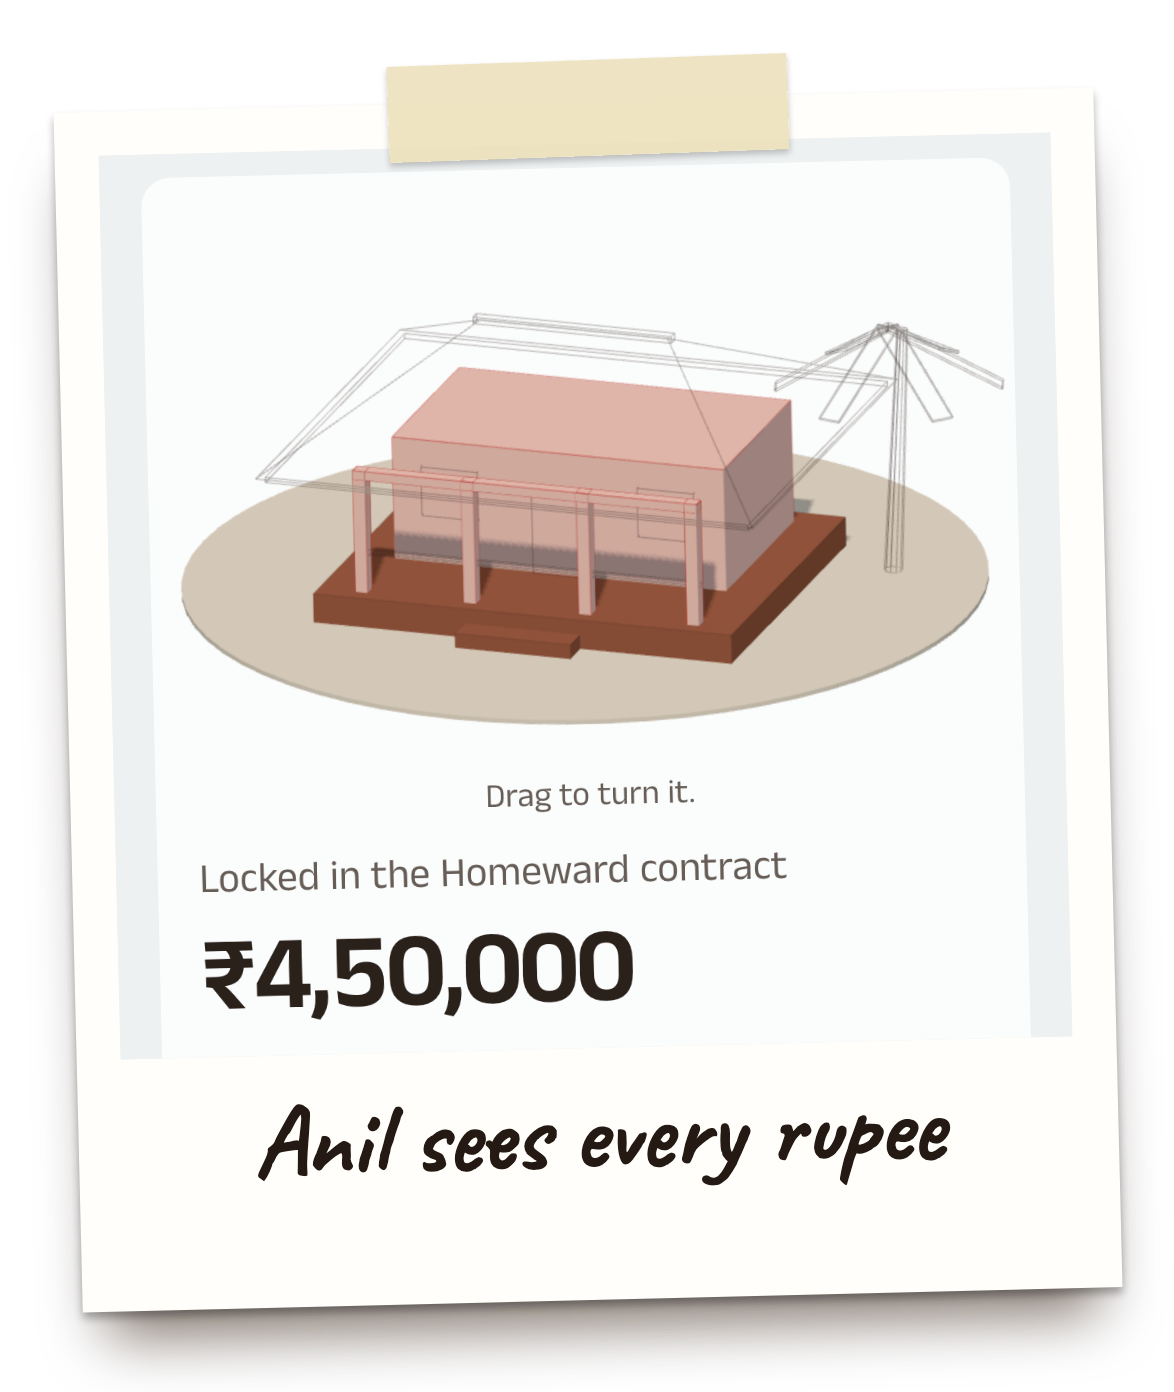 Drag to turn it.
Locked in the Homeward contract
₹4,50,000
Anil sees every rupee